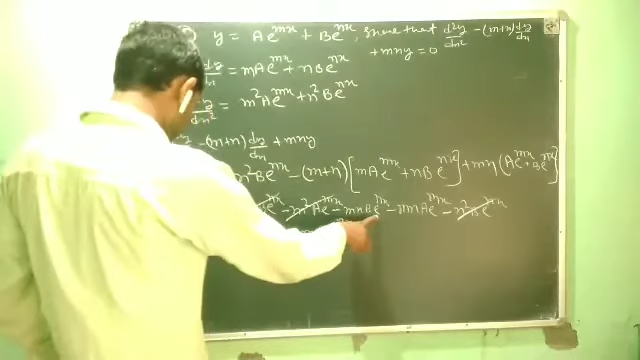 y = Ae^{mx} + Be^{nx}, show that d²y/dx² - (m+n) dy/dx + mny = 0
dy/dx = mAe^{mx} + nBe^{nx}
d²y/dx² = m²Ae^{mx} + n²Be^{nx}
- (m+n) dy/dx + mny
n²Be^{nx} - (m+n) [mAe^{mx} + nBe^{nx}] + mn (Ae^{mx} + Be^{nx})
- m²Ae^{mx} - mnBe^{nx} - nmAe^{mx} - n²Be^{nx}